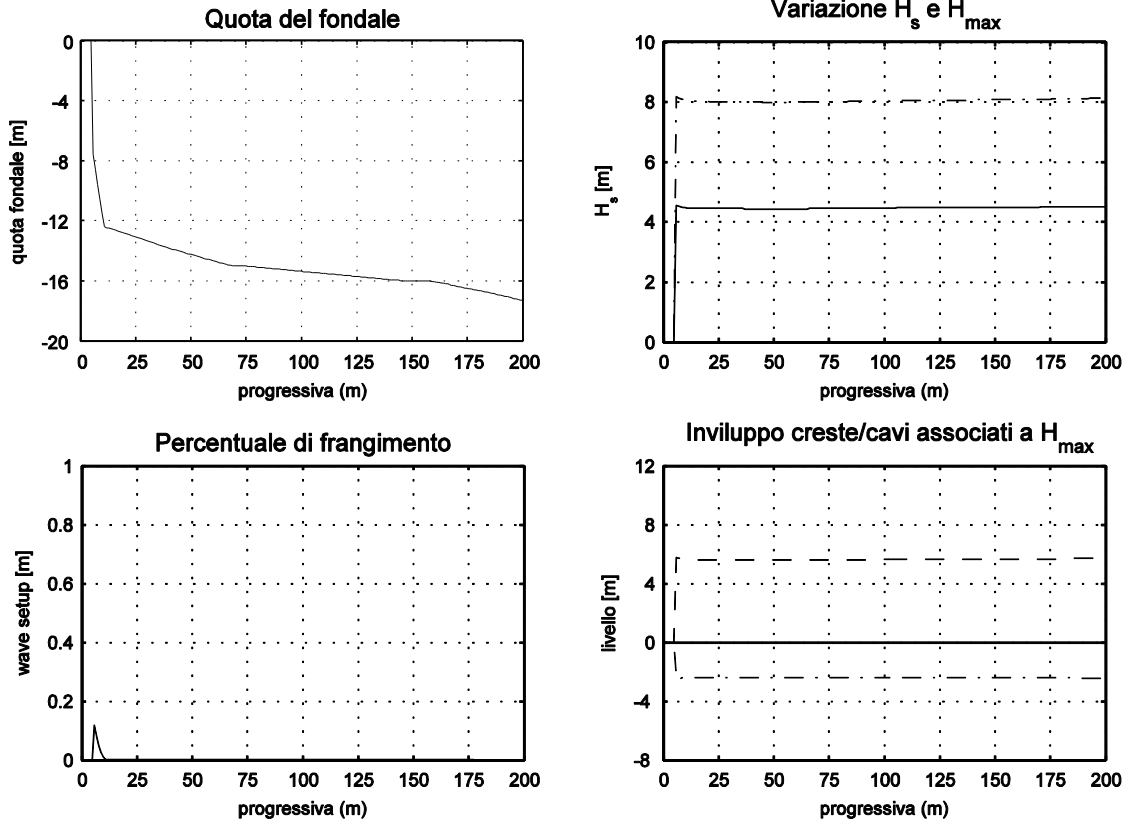 Quota del fondale
0
-4
-8
-12
-16
-20
quota fondale [m]
0 25 50 75 100 125 150 175 200
progressiva (m)
Variazione Hs e Hmax
10
8
6
4
2
0
Hs [m]
0 25 50 75 100 125 150 175 200
progressiva (m)
Percentuale di frangimento
1
0.8
0.6
0.4
0.2
0
wave setup [m]
0 25 50 75 100 125 150 175 200
progressiva (m)
Inviluppo creste/cavi associati a Hmax
12
8
4
0
-4
-8
livello [m]
0 25 50 75 100 125 150 175 200
progressiva (m)